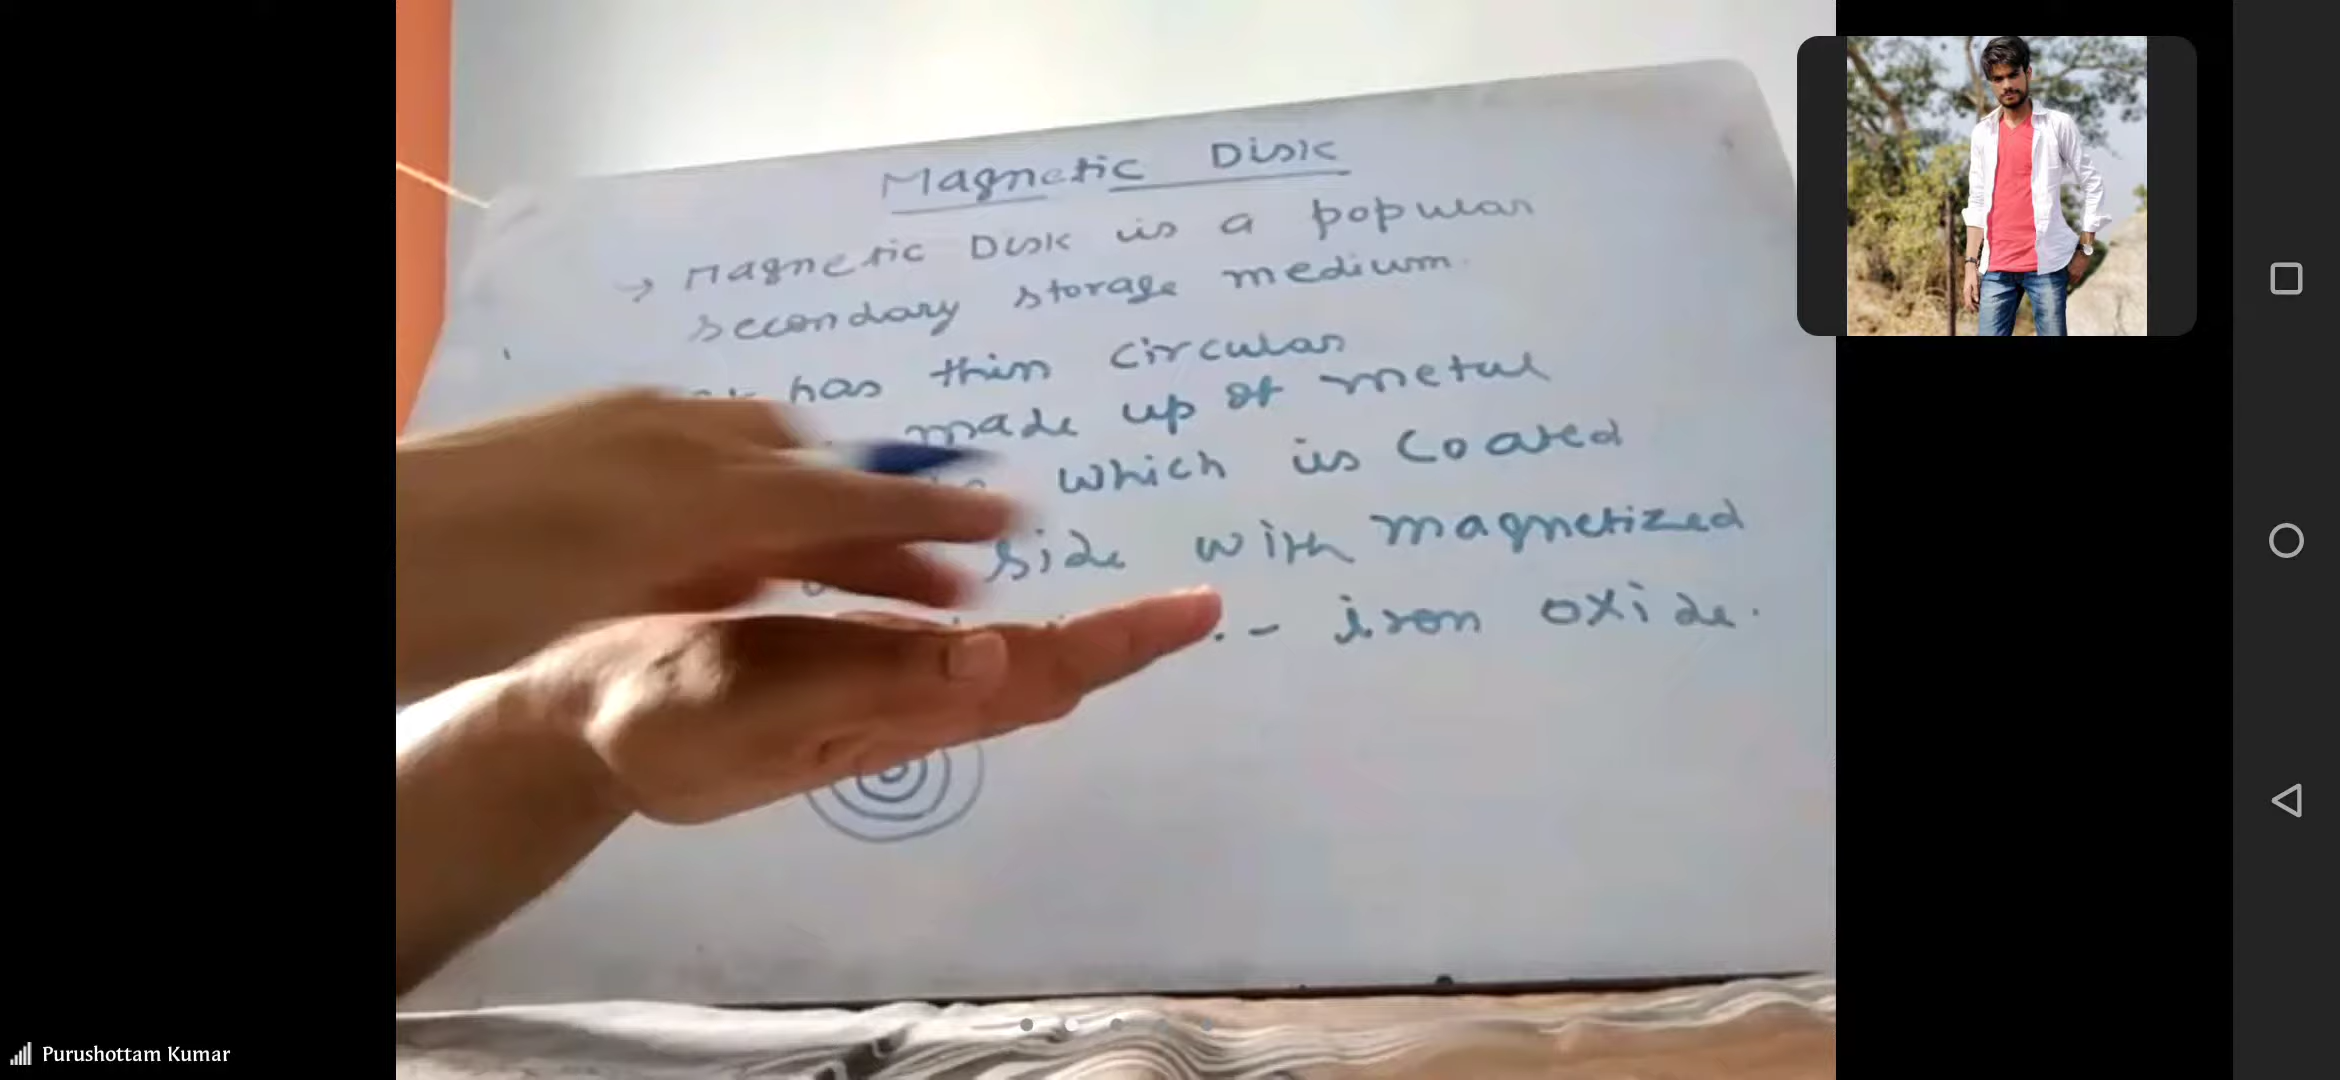 Magnetic Disk
→ Magnetic Disk is a popular
secondary storage medium.
has thin circular
made up of metal
which is coated
side with magnetized
iron oxide.
Purushottam Kumar